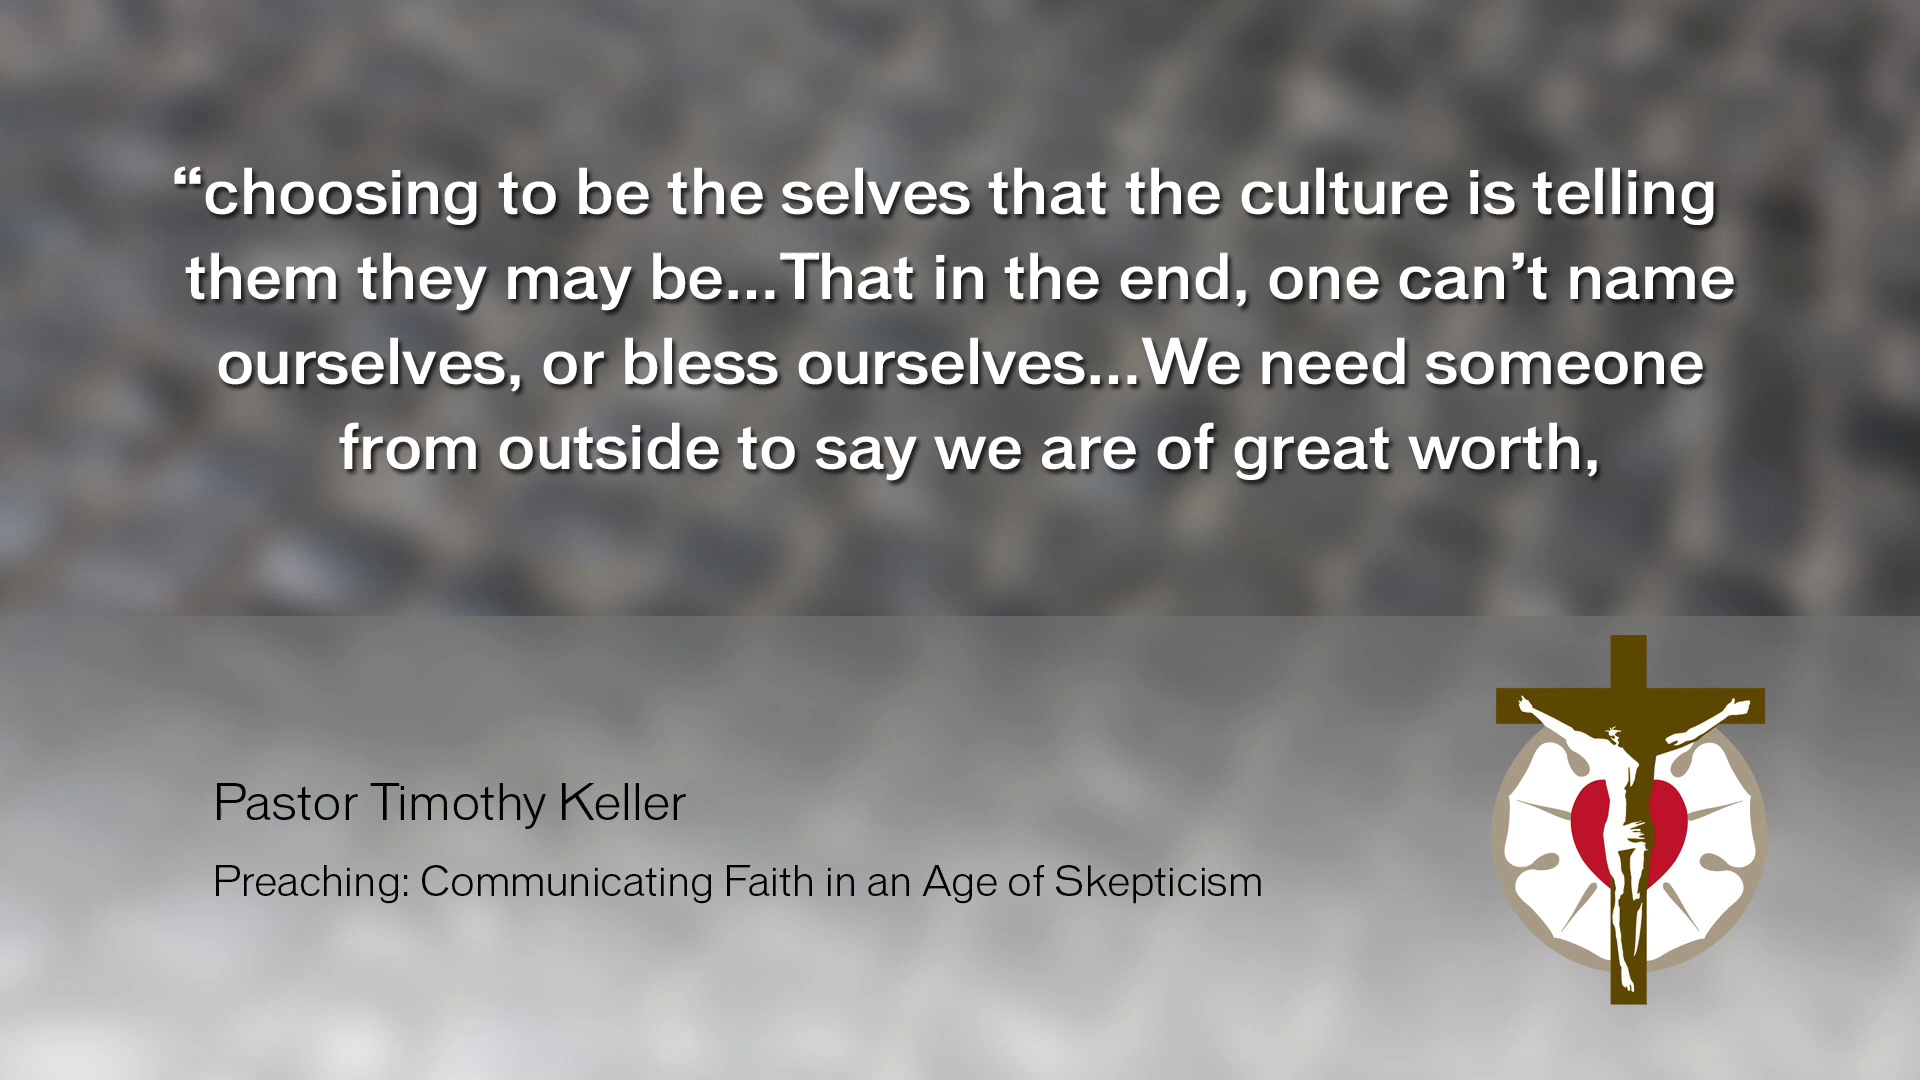 “choosing to be the selves that the culture is telling
them they may be...That in the end, one can’t name
ourselves, or bless ourselves...We need someone
from outside to say we are of great worth,
Pastor Timothy Keller
Preaching: Communicating Faith in an Age of Skepticism